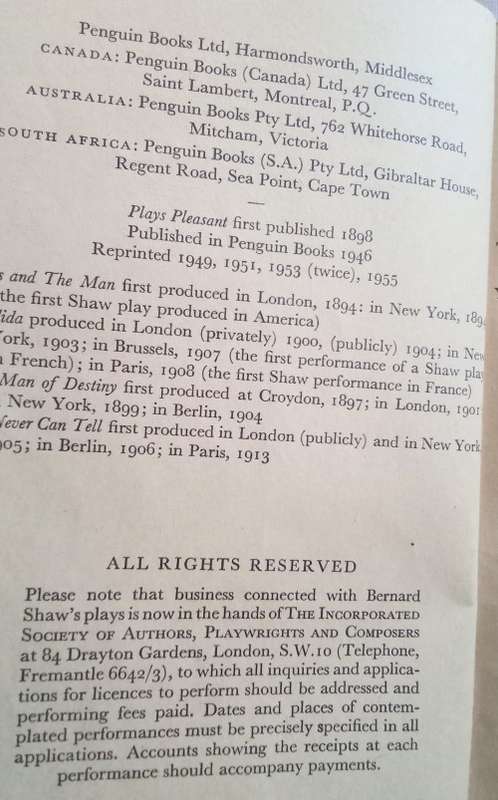 Penguin Books Ltd, Harmondsworth, Middlesex
CANADA: Penguin Books (Canada) Ltd, 47 Green Street,
Saint Lambert, Montreal, P.Q.
AUSTRALIA: Penguin Books Pty Ltd, 762 Whitehorse Road,
Mitcham, Victoria
SOUTH AFRICA: Penguin Books (S.A.) Pty Ltd, Gibraltar House,
Regent Road, Sea Point, Cape Town
—
Plays Pleasant first published 1898
Published in Penguin Books 1946
Reprinted 1949, 1951, 1953 (twice), 1955
and The Man first produced in London, 1894: in New York,
the first Shaw play produced in America)
produced in London (privately) 1900, (publicly) 1904; in New
York, 1903; in Brussels, 1907 (the first performance of a Shaw
French); in Paris, 1908 (the first Shaw performance in France)
Man of Destiny first produced at Croydon, 1897; in London, 1901
New York, 1899; in Berlin, 1904
Never Can Tell first produced in London (publicly) and in New York
905; in Berlin, 1906; in Paris, 1913
ALL RIGHTS RESERVED
Please note that business connected with Bernard
Shaw's plays is now in the hands of THE INCORPORATED
SOCIETY OF AUTHORS, PLAYWRIGHTS AND COMPOSERS
at 84 Drayton Gardens, London, S.W.10 (Telephone,
Fremantle 6642/3), to which all inquiries and applica-
tions for licences to perform should be addressed and
performing fees paid. Dates and places of contem-
plated performances must be precisely specified in all
applications. Accounts showing the receipts at each
performance should accompany payments.